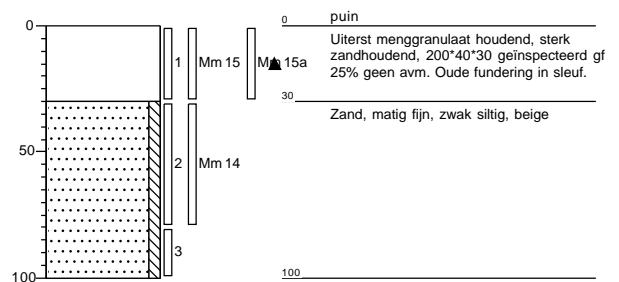 0
puin
0
Uiterst menggranulaat houdend, sterk
zandhoudend, 200*40*30 geïnspecteerd gf
25% geen avm. Oude fundering in sleuf.
1
Mm 15
Mm 15a
30
Zand, matig fijn, zwak siltig, beige
50
2
Mm 14
3
100
100